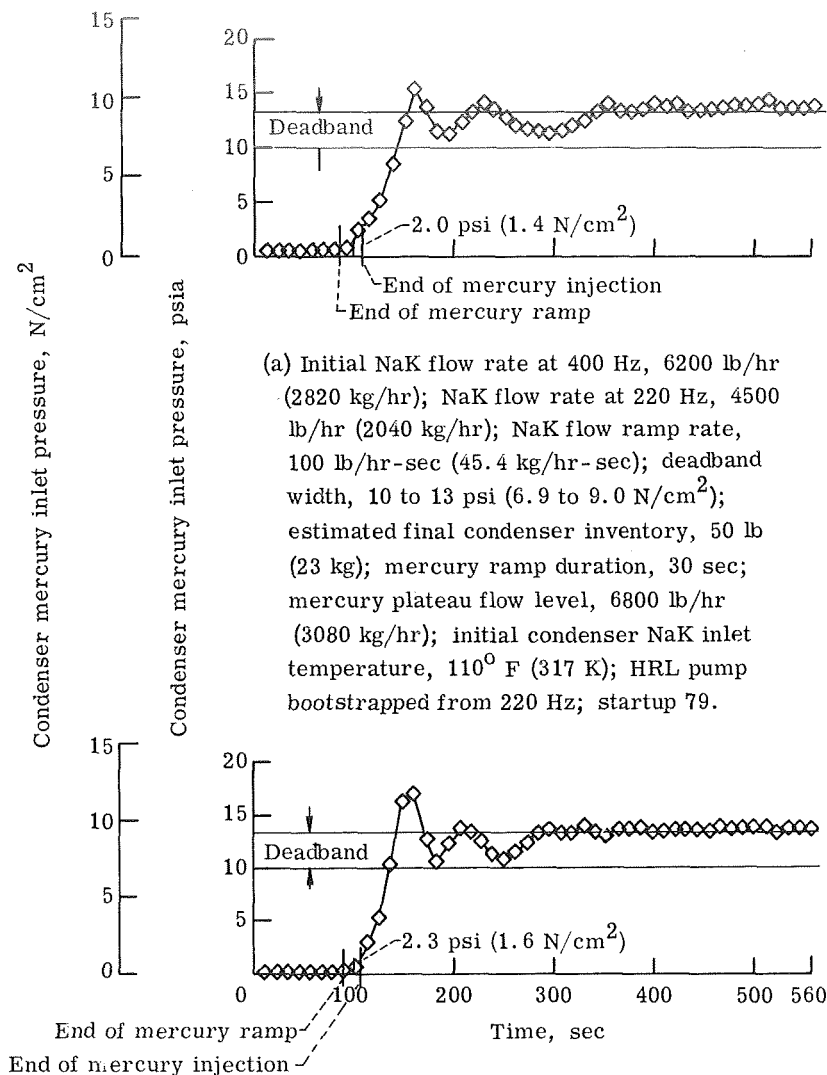 15
10
5
0
20
15
10
5
0
Deadband
2.0 psi (1.4 N/cm²)
End of mercury injection
End of mercury ramp
Condenser mercury inlet pressure, N/cm²
Condenser mercury inlet pressure, psia
(a) Initial NaK flow rate at 400 Hz, 6200 lb/hr
(2820 kg/hr); NaK flow rate at 220 Hz, 4500
lb/hr (2040 kg/hr); NaK flow ramp rate,
100 lb/hr-sec (45.4 kg/hr-sec); deadband
width, 10 to 13 psi (6.9 to 9.0 N/cm²);
estimated final condenser inventory, 50 lb
(23 kg); mercury ramp duration, 30 sec;
mercury plateau flow level, 6800 lb/hr
(3080 kg/hr); initial condenser NaK inlet
temperature, 110° F (317 K); HRL pump
bootstrapped from 220 Hz; startup 79.
15
10
5
0
20
15
10
5
Deadband
2.3 psi (1.6 N/cm²)
0 100 200 300 400 500 560
End of mercury ramp
Time, sec
End of mercury injection